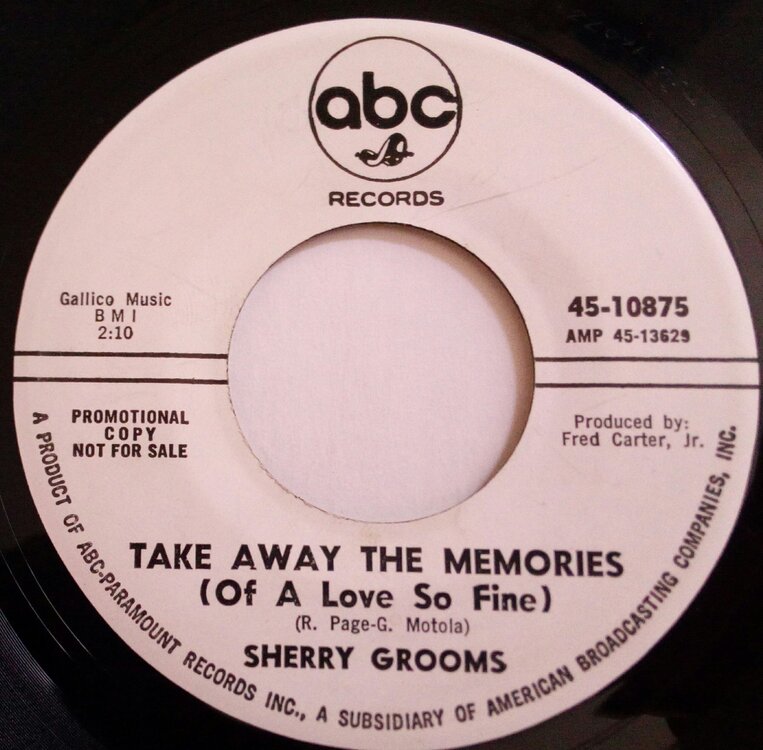 abc
RECORDS
Gallico Music
B M I
2:10
45-10875
AMP 45-13629
PROMOTIONAL
COPY
NOT FOR SALE
Produced by:
Fred Carter, Jr.
TAKE AWAY THE MEMORIES
(Of A Love So Fine)
(R. Page-G. Motola)
SHERRY GROOMS
A PRODUCT OF ABC-PARAMOUNT RECORDS INC., A SUBSIDIARY OF AMERICAN BROADCASTING COMPANIES, INC.